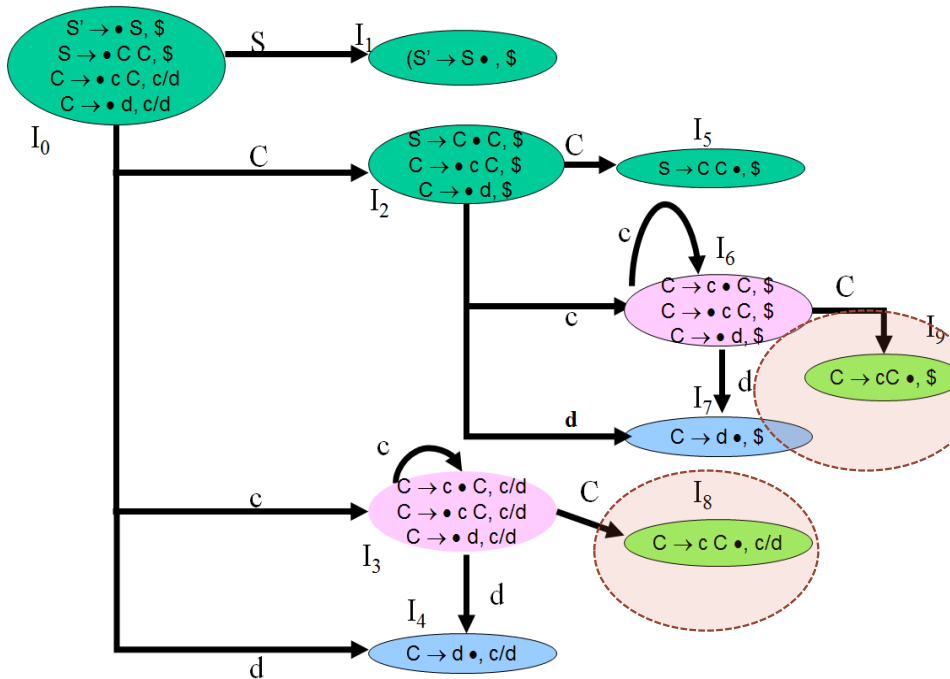 S' → • S, $
S → • C C, $
C → • c C, c/d
C → • d, c/d
I0
S
I1
(S' → S • , $
C
S → C • C, $
C → • c C, $
C → • d, $
I2
C
I5
S → C C •, $
c
I6
C → c • C, $
C → • c C, $
C → • d, $
c
C
I9
C → cC •, $
d
I7
d
C → d •, $
c
c
C → c • C, c/d
C → • c C, c/d
C → • d, c/d
I3
C
I8
C → c C •, c/d
d
I4
d
C → d •, c/d